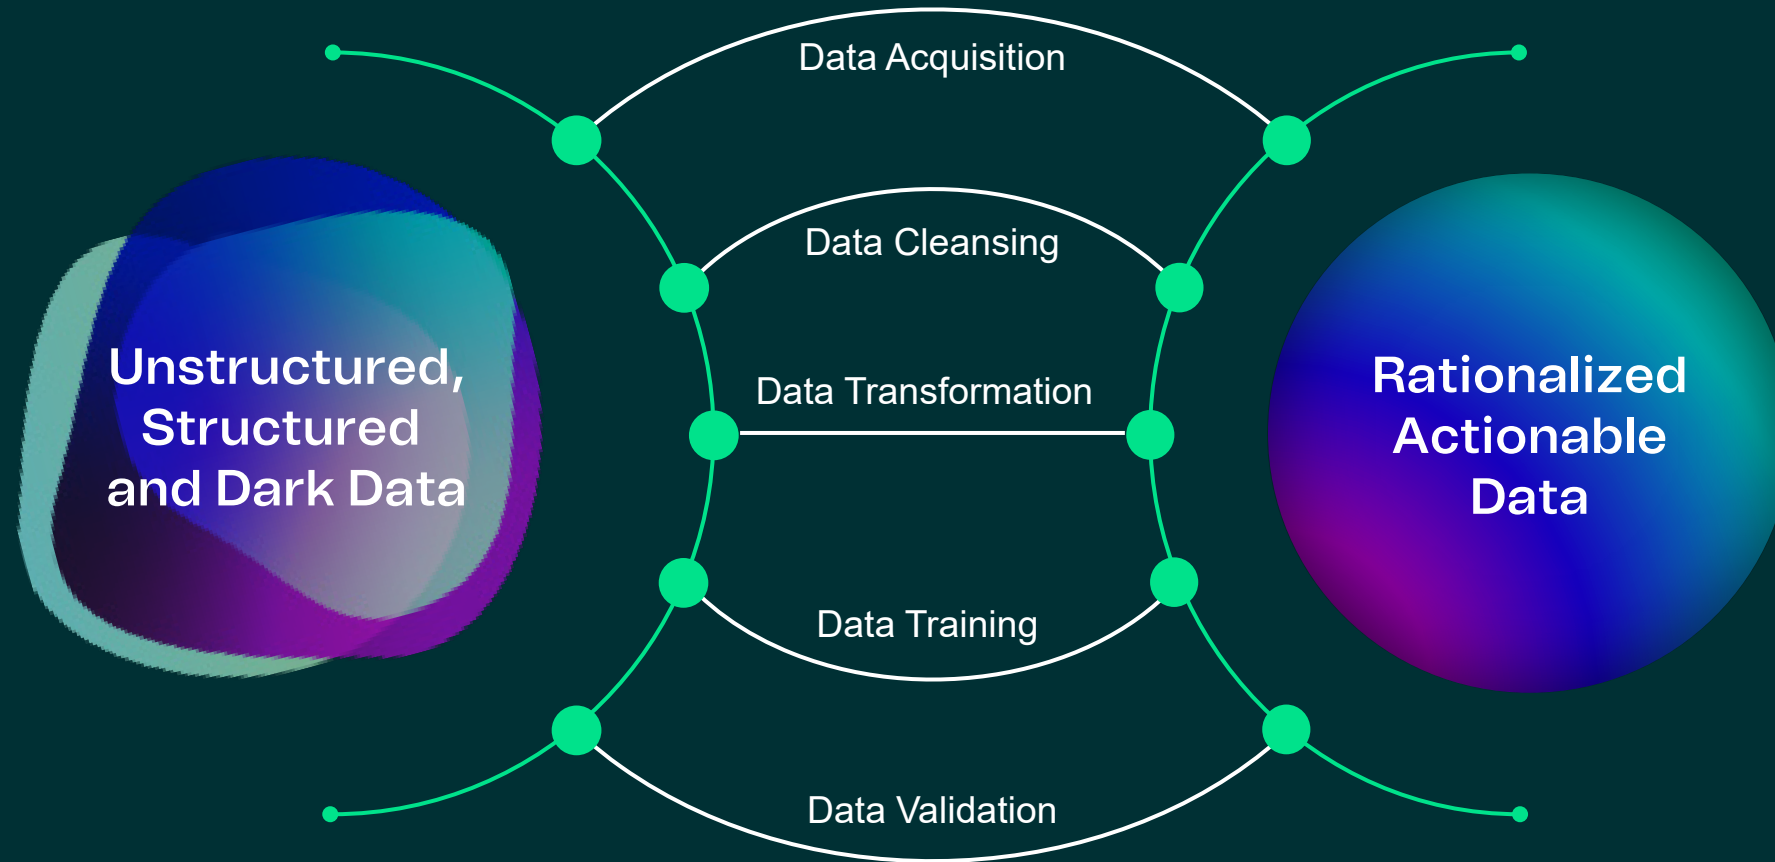 Data Acquisition
Data Cleansing
Data Transformation
Data Training
Data Validation
Unstructured,
Structured
and Dark Data
Rationalized
Actionable
Data